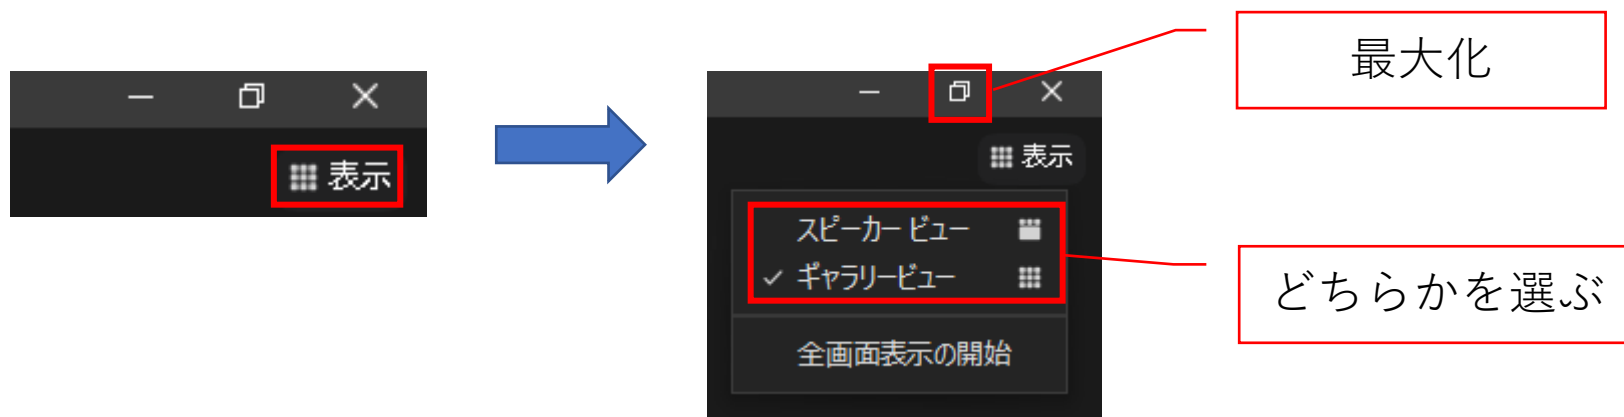 表示
最大化
表示
スピーカー ビュー
ギャラリービュー
全画面表示の開始
どちらかを選ぶ